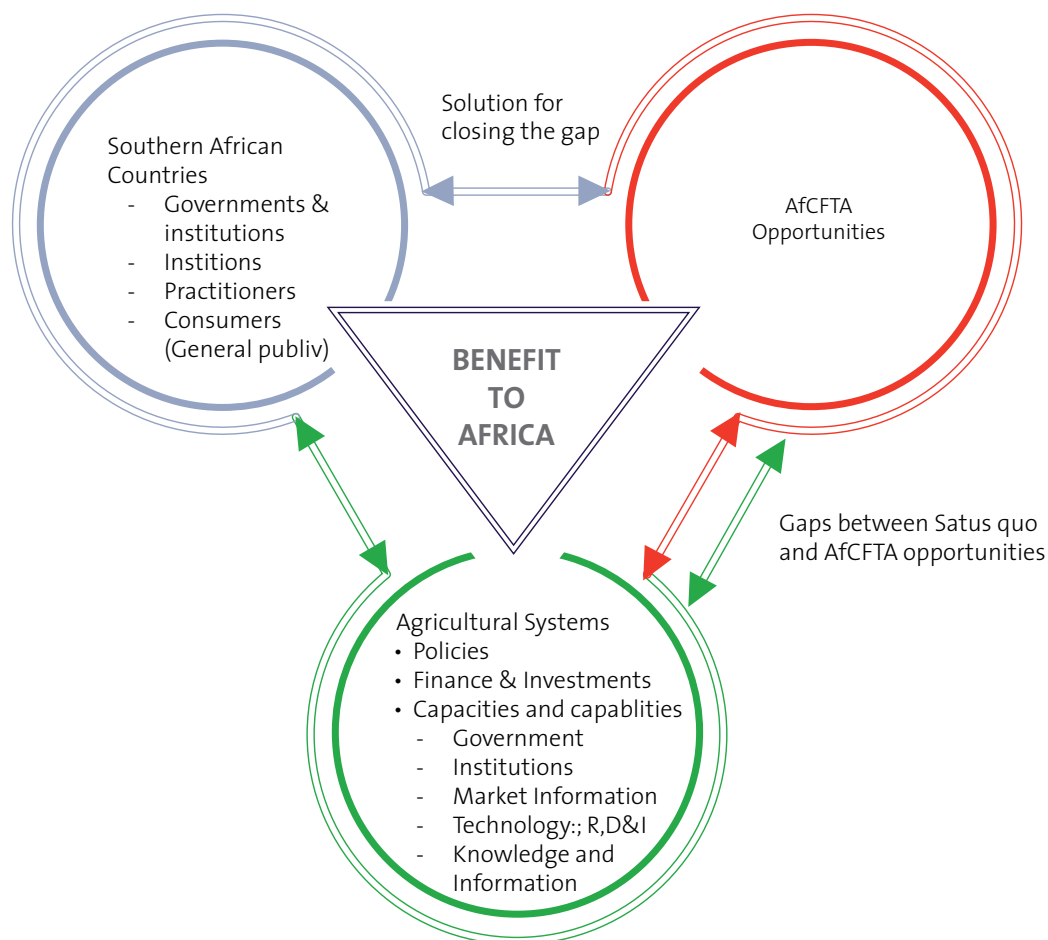 Solution for
closing the gap
Southern African
Countries
- Governments &
institutions
- Institions
- Practitioners
- Consumers
(General publiv)
AfCFTA
Opportunities
BENEFIT
TO
AFRICA
Gaps between Satus quo
and AfCFTA opportunities
Agricultural Systems
• Policies
• Finance & Investments
• Capacities and capablities
- Government
- Institutions
- Market Information
- Technology:; R,D&I
- Knowledge and
Information